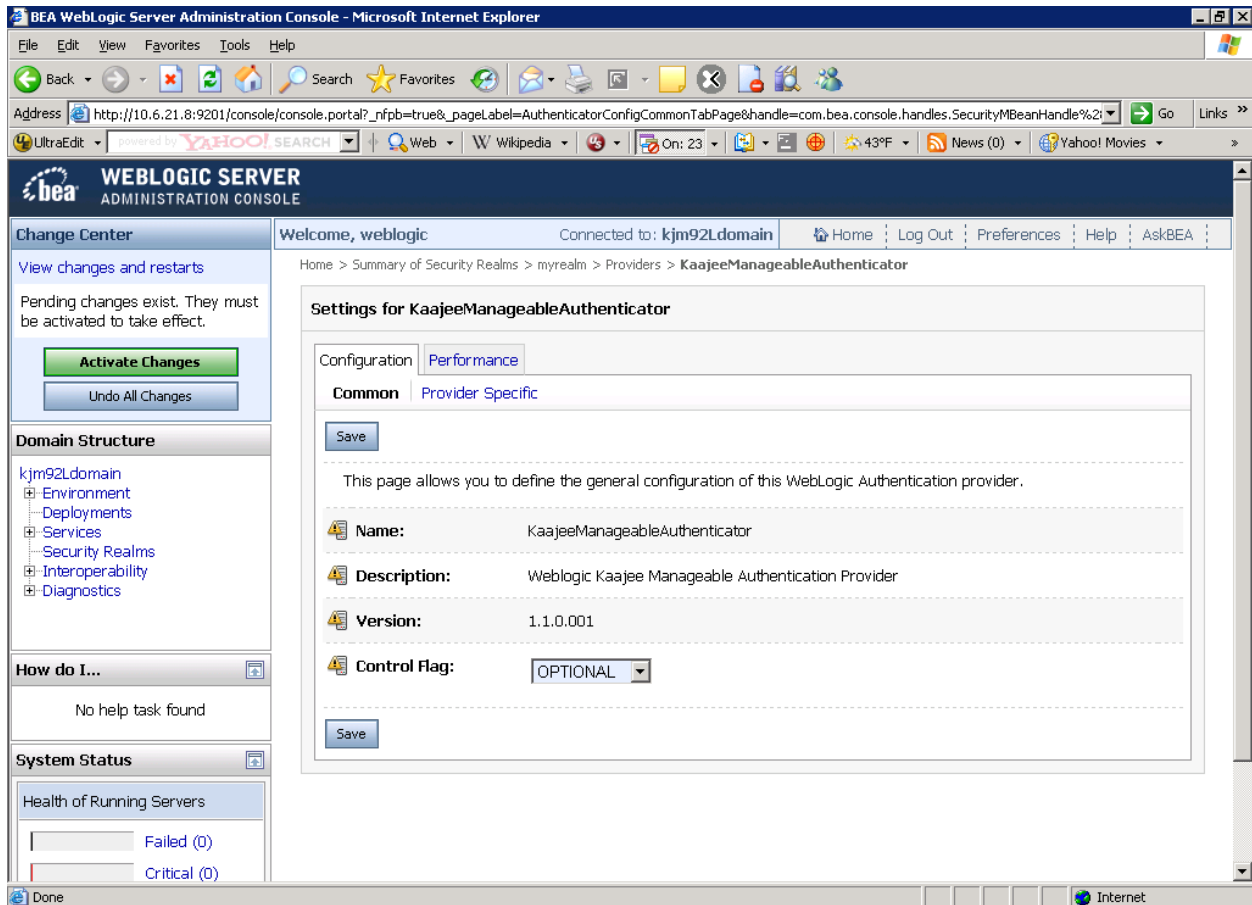 BEA WebLogic Server Administration Console - Microsoft Internet Explorer
File Edit View Favorites Tools Help
Back Search Favorites
Address http://10.6.21.8:9201/console/console.portal?_nfpb=true&_pageLabel=AuthenticatorConfigCommonTabPage&handle=com.bea.console.handles.SecurityMBeanHandle%2 Go Links »
UltraEdit powered by YAHOO! SEARCH Web W Wikipedia On: 23 43°F News (0) Yahoo! Movies »
bea WEBLOGIC SERVER
ADMINISTRATION CONSOLE
Change Center
View changes and restarts
Pending changes exist. They must
be activated to take effect.
Activate Changes
Undo All Changes
Domain Structure
kjm92Ldomain
Environment
Deployments
Services
Security Realms
Interoperability
Diagnostics
How do I...
No help task found
System Status
Health of Running Servers
Failed (0)
Critical (0)
Welcome, weblogic Connected to: kjm92Ldomain Home Log Out Preferences Help AskBEA
Home > Summary of Security Realms > myrealm > Providers > KaajeeManageableAuthenticator
Settings for KaajeeManageableAuthenticator
Configuration Performance
Common Provider Specific
Save
This page allows you to define the general configuration of this WebLogic Authentication provider.
Name: KaajeeManageableAuthenticator
Description: Weblogic Kaajee Manageable Authentication Provider
Version: 1.1.0.001
Control Flag: OPTIONAL
Save
Done Internet